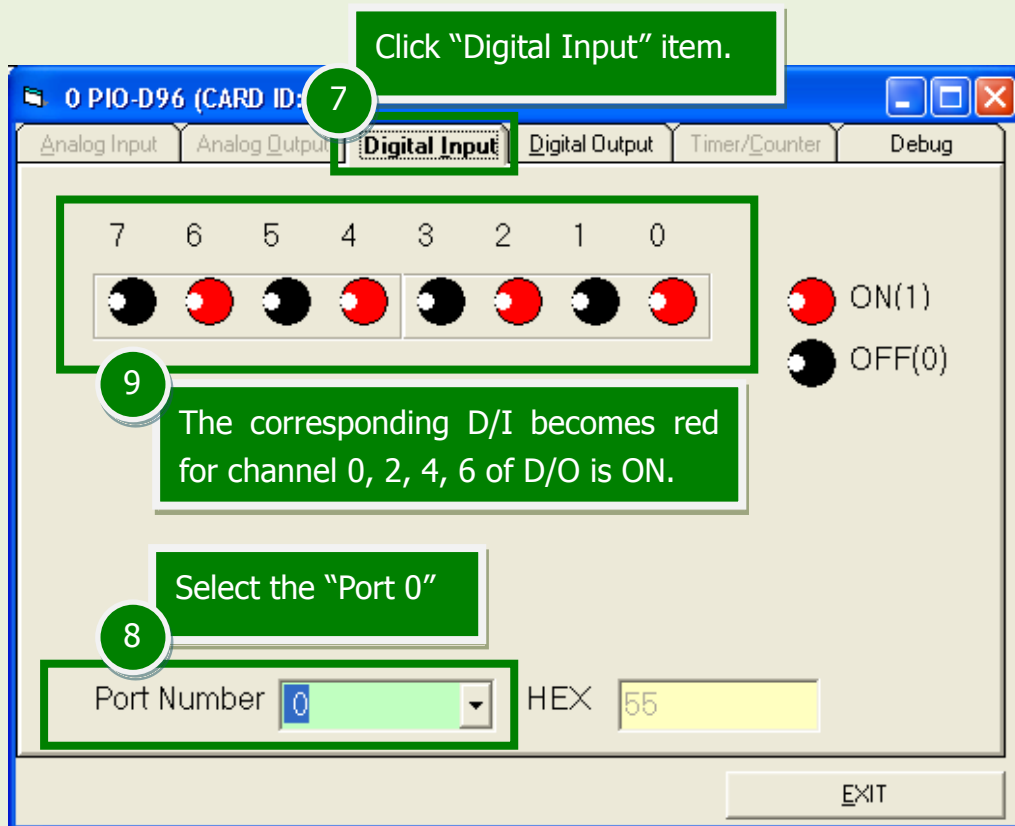 Click “Digital Input” item.
7
0 PIO-D96 (CARD ID:
Analog Input Analog Output Digital Input Digital Output Timer/Counter Debug
7 6 5 4 3 2 1 0
ON(1)
OFF(0)
9
The corresponding D/I becomes red
for channel 0, 2, 4, 6 of D/O is ON.
Select the “Port 0”
8
Port Number 0 HEX 55
EXIT